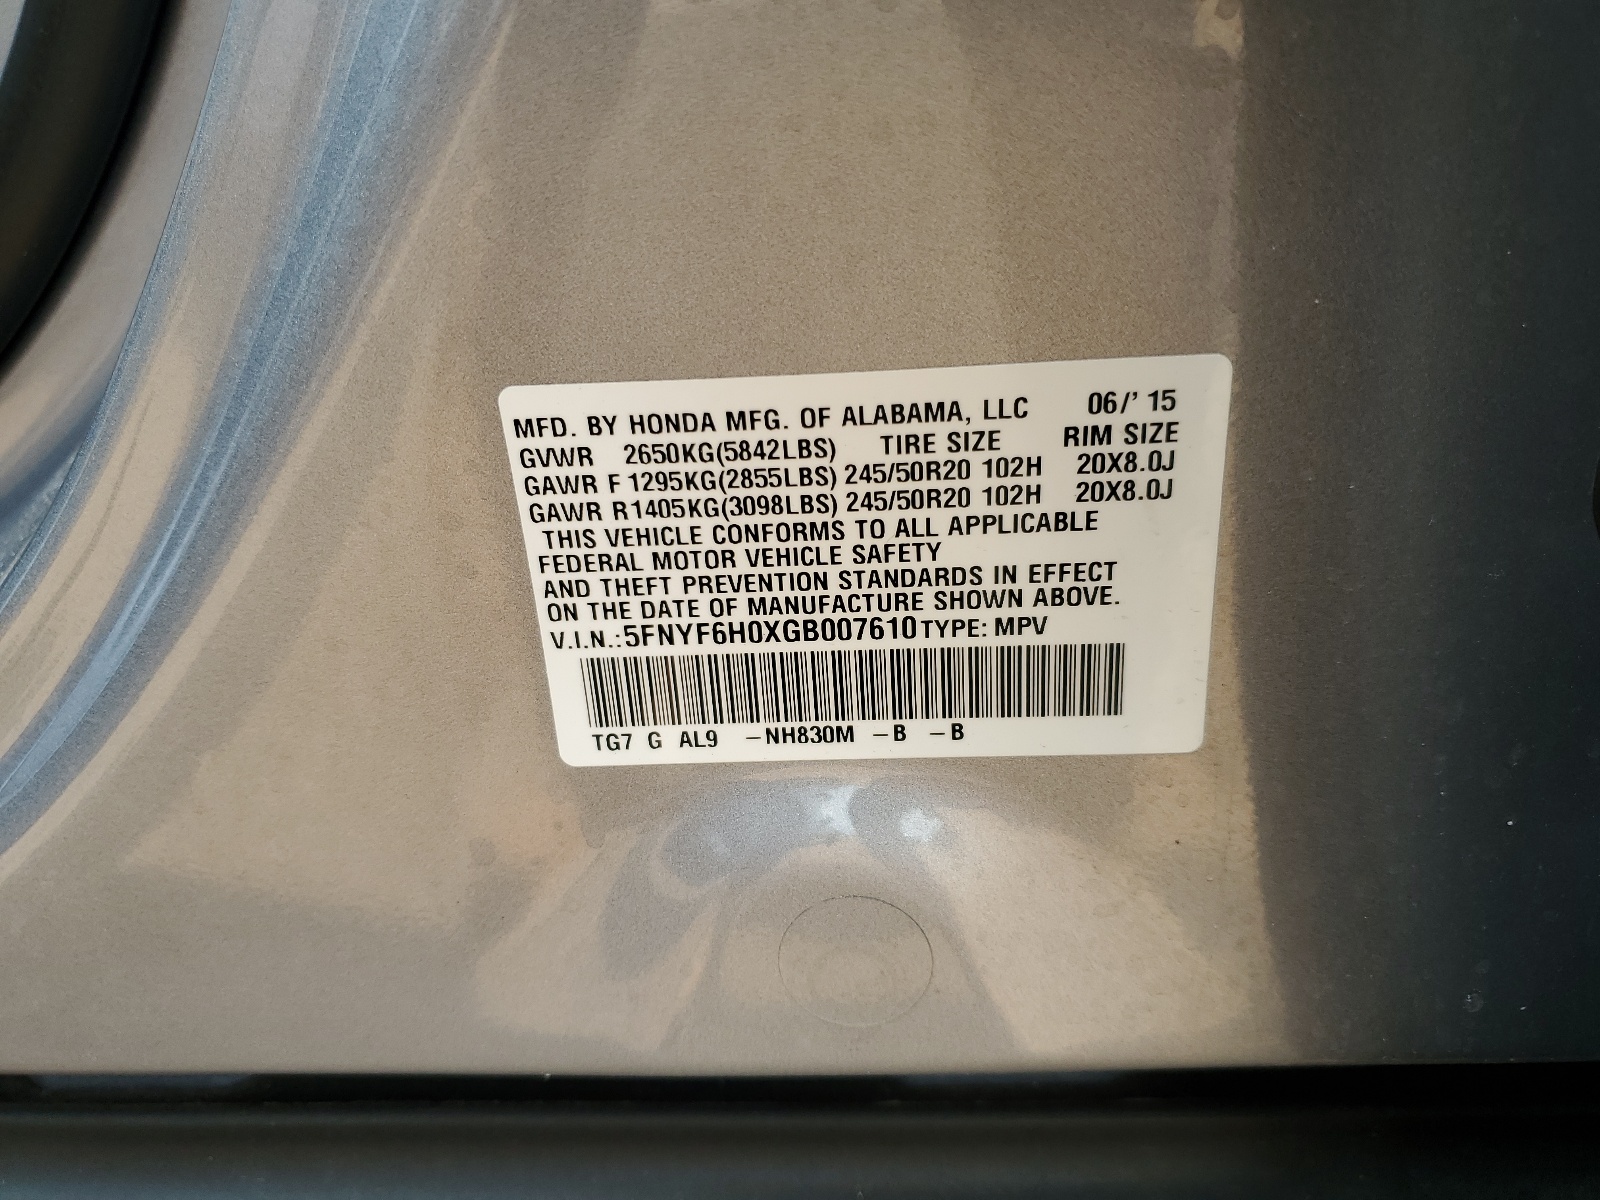 MFD. BY HONDA MFG. OF ALABAMA, LLC 06/' 15
GVWR 2650KG(5842LBS) TIRE SIZE RIM SIZE
GAWR F 1295KG(2855LBS) 245/50R20 102H 20X8.0J
GAWR R1405KG(3098LBS) 245/50R20 102H 20X8.0J
THIS VEHICLE CONFORMS TO ALL APPLICABLE
FEDERAL MOTOR VEHICLE SAFETY
AND THEFT PREVENTION STANDARDS IN EFFECT
ON THE DATE OF MANUFACTURE SHOWN ABOVE.
V.I.N.:5FNYF6H0XGB007610 TYPE: MPV
TG7 G AL9 -NH830M -B -B